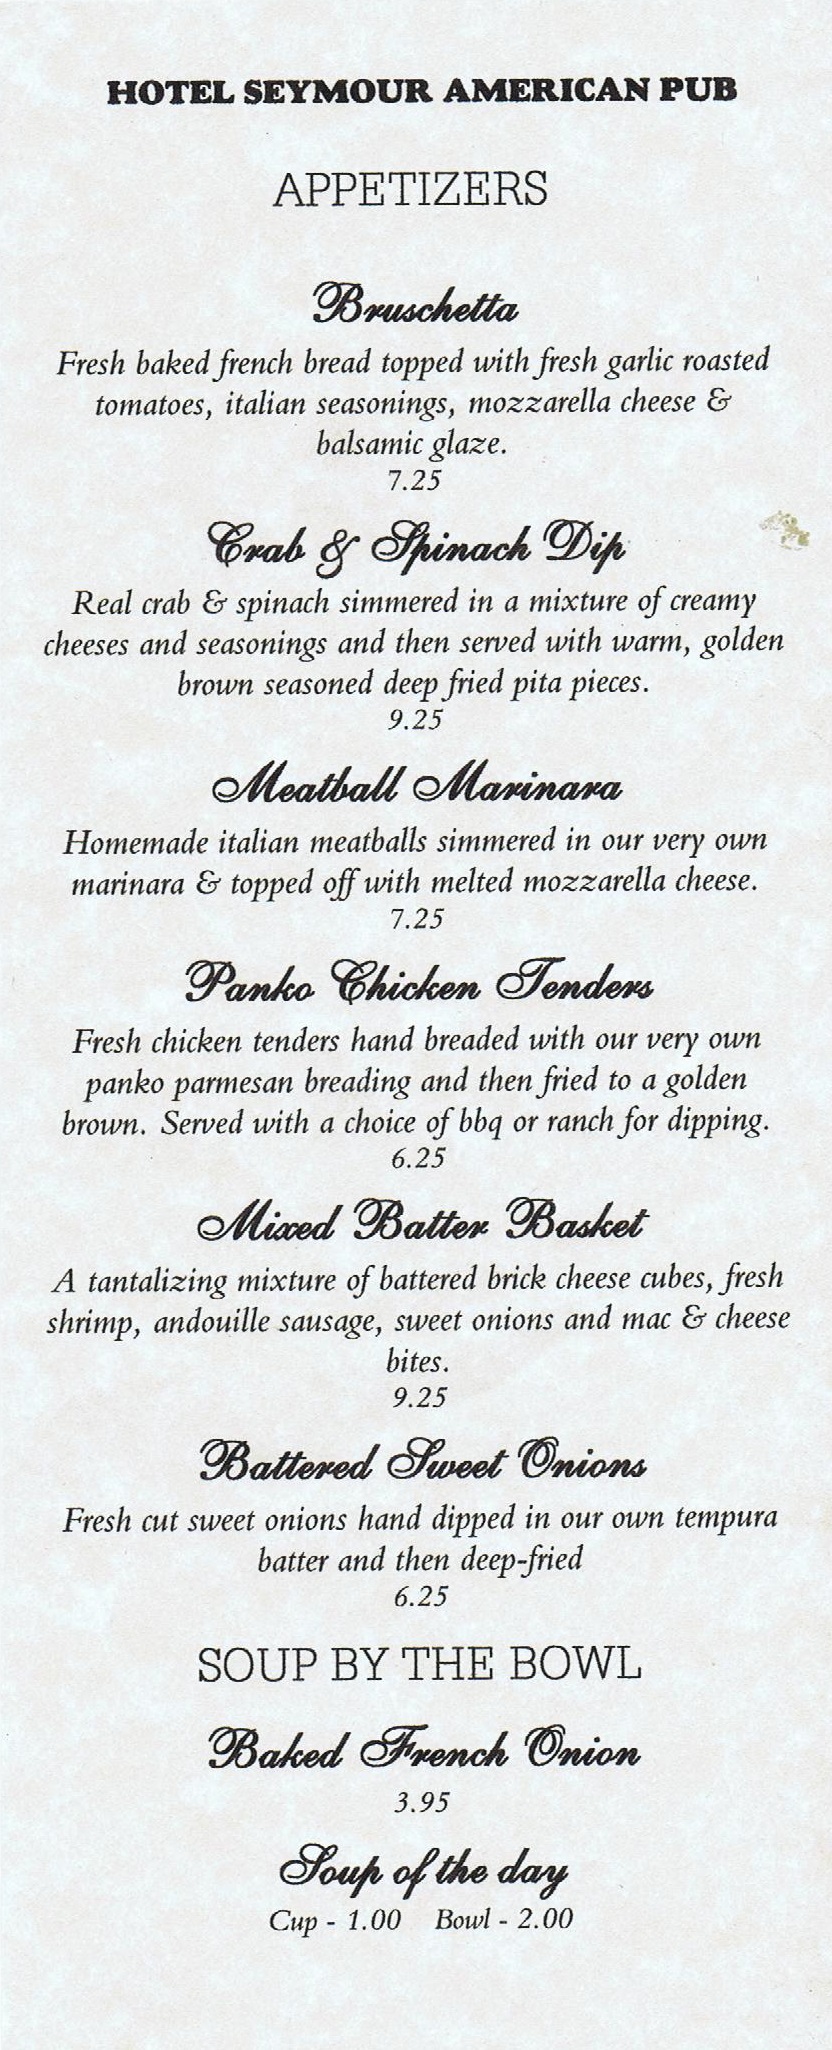 HOTEL SEYMOUR AMERICAN PUB
APPETIZERS
Bruschetta
Fresh baked french bread topped with fresh garlic roasted
tomatoes, italian seasonings, mozzarella cheese &
balsamic glaze.
7.25
Crab & Spinach Dip
Real crab & spinach simmered in a mixture of creamy
cheeses and seasonings and then served with warm, golden
brown seasoned deep fried pita pieces.
9.25
Meatball Marinara
Homemade italian meatballs simmered in our very own
marinara & topped off with melted mozzarella cheese.
7.25
Panko Chicken Tenders
Fresh chicken tenders hand breaded with our very own
panko parmesan breading and then fried to a golden
brown. Served with a choice of bbq or ranch for dipping.
6.25
Mixed Batter Basket
A tantalizing mixture of battered brick cheese cubes, fresh
shrimp, andouille sausage, sweet onions and mac & cheese
bites.
9.25
Battered Sweet Onions
Fresh cut sweet onions hand dipped in our own tempura
batter and then deep-fried
6.25
SOUP BY THE BOWL
Baked French Onion
3.95
Soup of the day
Cup - 1.00 Bowl - 2.00